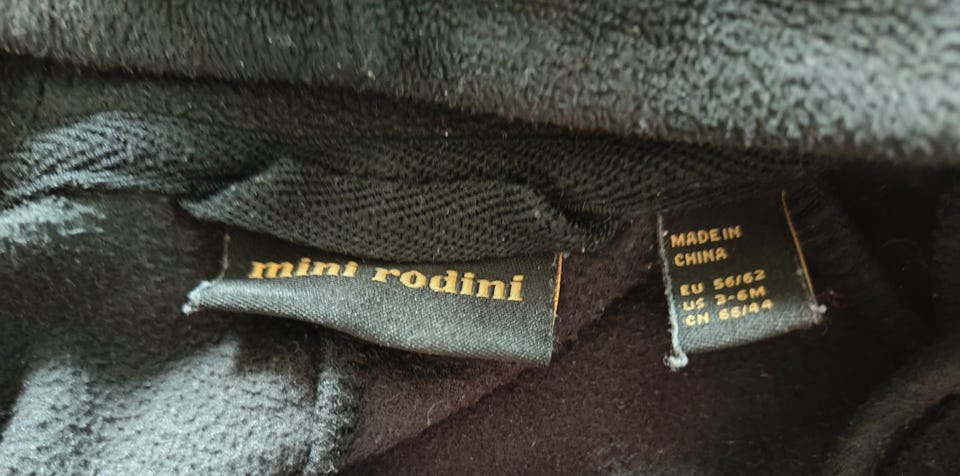 mini rodini
MADE IN
CHINA
EU 56/62
US 3-6M
CN 66/44